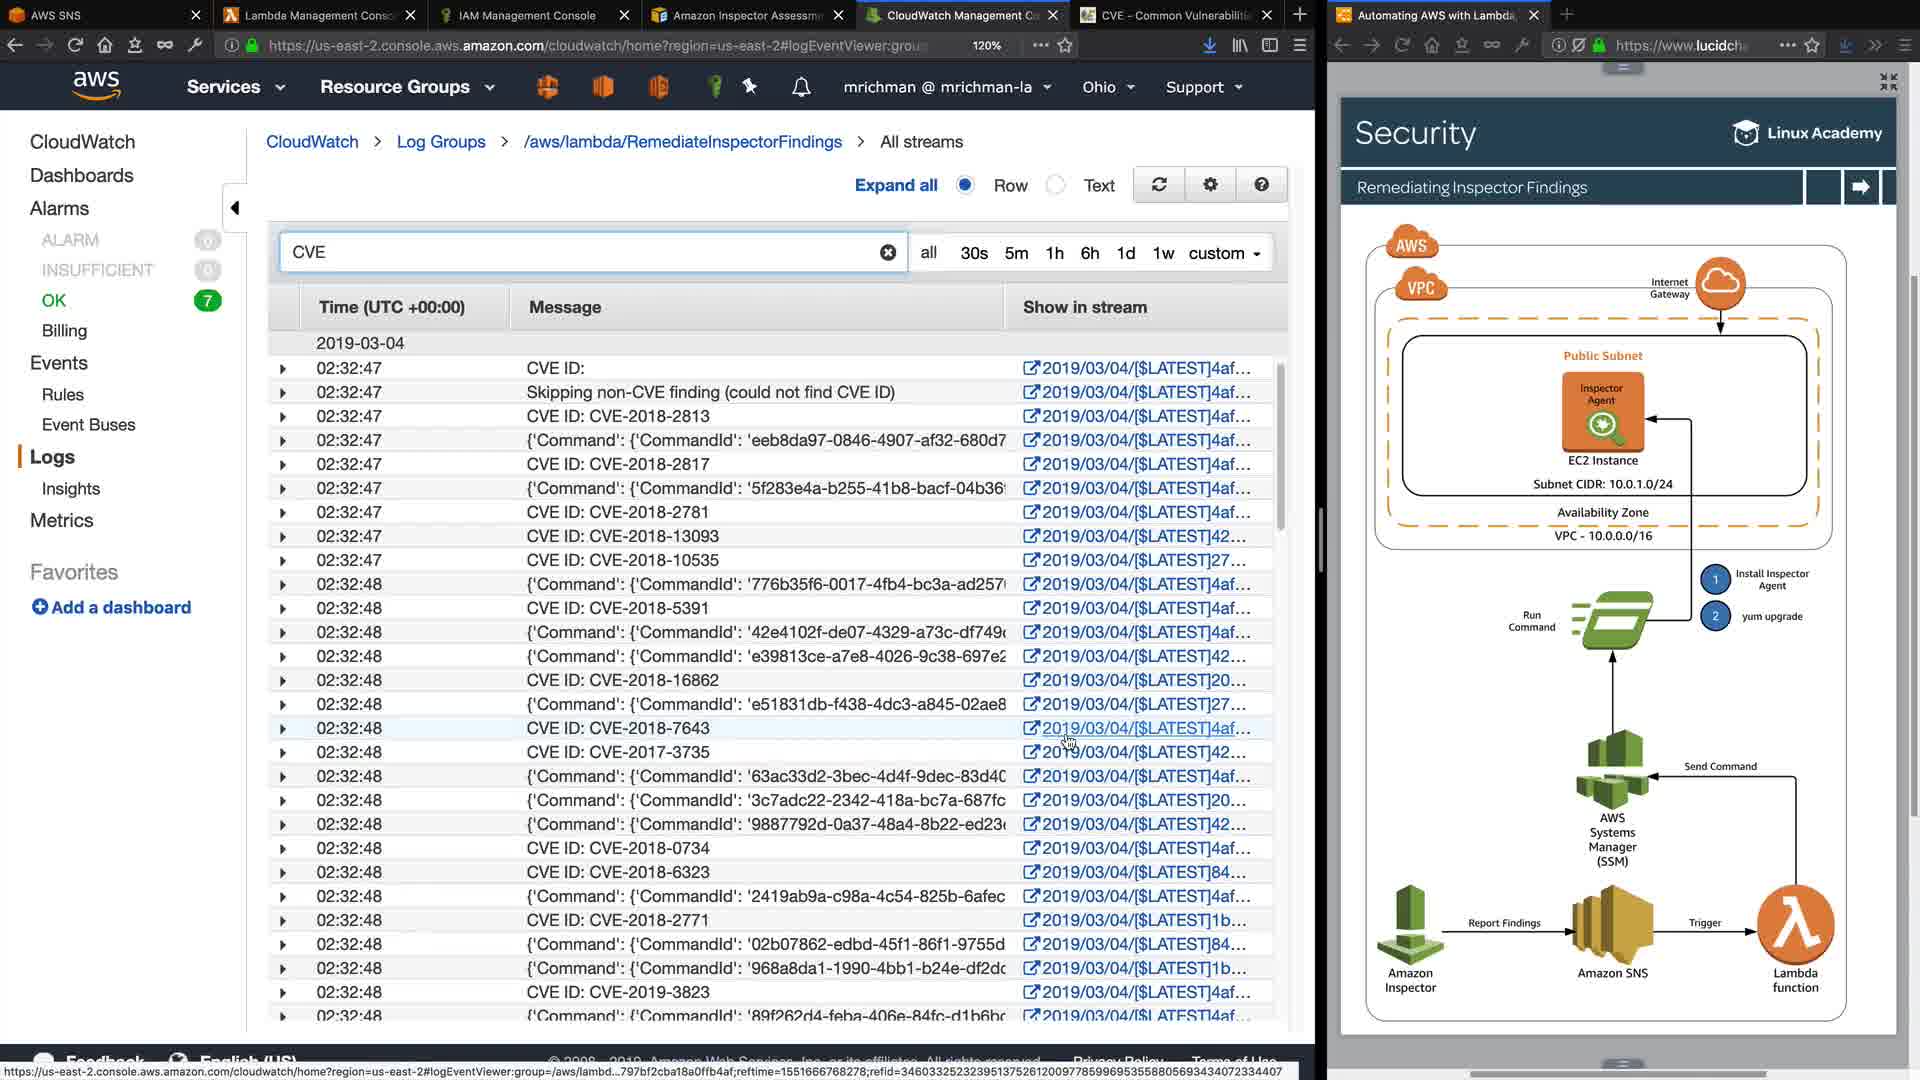 AWS SNS
Lambda Management Conso
IAM Management Console
Amazon Inspector Assessm
CloudWatch Management Co
CVE - Common Vulnerabiliti
Automating AWS with Lambda,
https://us-east-2.console.aws.amazon.com/cloudwatch/home?region=us-east-2#logEventViewer:grou
120%
https://www.lucidch
aws
Services
Resource Groups
mrichman @ mrichman-la
Ohio
Support
CloudWatch
Dashboards
Alarms
ALARM 0
INSUFFICIENT 0
OK 7
Billing
Events
Rules
Event Buses
Logs
Insights
Metrics
Favorites
Add a dashboard
CloudWatch > Log Groups > /aws/lambda/RemediateInspectorFindings > All streams
Expand all Row Text
CVE
all 30s 5m 1h 6h 1d 1w custom
Time (UTC +00:00) Message Show in stream
2019-03-04
02:32:47 CVE ID: 2019/03/04/[$LATEST]4af...
02:32:47 Skipping non-CVE finding (could not find CVE ID) 2019/03/04/[$LATEST]4af...
02:32:47 CVE ID: CVE-2018-2813 2019/03/04/[$LATEST]4af...
02:32:47 {'Command': {'CommandId': 'eeb8da97-0846-4907-af32-680d7 2019/03/04/[$LATEST]4af...
02:32:47 CVE ID: CVE-2018-2817 2019/03/04/[$LATEST]4af...
02:32:47 {'Command': {'CommandId': '5f283e4a-b255-41b8-bacf-04b36 2019/03/04/[$LATEST]4af...
02:32:47 CVE ID: CVE-2018-2781 2019/03/04/[$LATEST]4af...
02:32:47 CVE ID: CVE-2018-13093 2019/03/04/[$LATEST]42...
02:32:47 CVE ID: CVE-2018-10535 2019/03/04/[$LATEST]27...
02:32:48 {'Command': {'CommandId': '776b35f6-0017-4fb4-bc3a-ad257 2019/03/04/[$LATEST]4af...
02:32:48 CVE ID: CVE-2018-5391 2019/03/04/[$LATEST]4af...
02:32:48 {'Command': {'CommandId': '42e4102f-de07-4329-a73c-df749 2019/03/04/[$LATEST]4af...
02:32:48 {'Command': {'CommandId': 'e39813ce-a7e8-4026-9c38-697e2 2019/03/04/[$LATEST]42...
02:32:48 CVE ID: CVE-2018-16862 2019/03/04/[$LATEST]20...
02:32:48 {'Command': {'CommandId': 'e51831db-f438-4dc3-a845-02ae8 2019/03/04/[$LATEST]27...
02:32:48 CVE ID: CVE-2018-7643 2019/03/04/[$LATEST]4af...
02:32:48 CVE ID: CVE-2017-3735 2019/03/04/[$LATEST]42...
02:32:48 {'Command': {'CommandId': '63ac33d2-3bec-4d4f-9dec-83d40 2019/03/04/[$LATEST]4af...
02:32:48 {'Command': {'CommandId': '3c7adc22-2342-418a-bc7a-687fc 2019/03/04/[$LATEST]20...
02:32:48 {'Command': {'CommandId': '9887792d-0a37-48a4-8b22-ed23 2019/03/04/[$LATEST]42...
02:32:48 CVE ID: CVE-2018-0734 2019/03/04/[$LATEST]4af...
02:32:48 CVE ID: CVE-2018-6323 2019/03/04/[$LATEST]84...
02:32:48 {'Command': {'CommandId': '2419ab9a-c98a-4c54-825b-6afec 2019/03/04/[$LATEST]4af...
02:32:48 CVE ID: CVE-2018-2771 2019/03/04/[$LATEST]1b...
02:32:48 {'Command': {'CommandId': '02b07862-edbd-45f1-86f1-9755d 2019/03/04/[$LATEST]84...
02:32:48 {'Command': {'CommandId': '968a8da1-1990-4bb1-b24e-df2dc 2019/03/04/[$LATEST]1b...
02:32:48 CVE ID: CVE-2019-3823 2019/03/04/[$LATEST]4af...
02:32:48 {'Command': {'CommandId': '89f262d4-feba-406e-84fc-d1b6bc 2019/03/04/[$LATEST]4af...
Feedback English (US) © 2008 - 2019, Amazon Web Services, Inc. or its affiliates. All rights reserved. Privacy Policy Terms of Use
https://us-east-2.console.aws.amazon.com/cloudwatch/home?region=us-east-2#logEventViewer:group=/aws/lambd...797bf2cba18a0ffb4af;reftime=1551666768278;refid=34603325232395137526120097785996953558805693434072334407
Security
Linux Academy
Remediating Inspector Findings
AWS
VPC
Internet
Gateway
Public Subnet
Inspector
Agent
EC2 Instance
Subnet CIDR: 10.0.1.0/24
Availability Zone
VPC - 10.0.0.0/16
1 Install Inspector
Agent
Run
Command
2 yum upgrade
Send Command
AWS
Systems
Manager
(SSM)
Report Findings
Trigger
Amazon
Inspector
Amazon SNS
Lambda
function